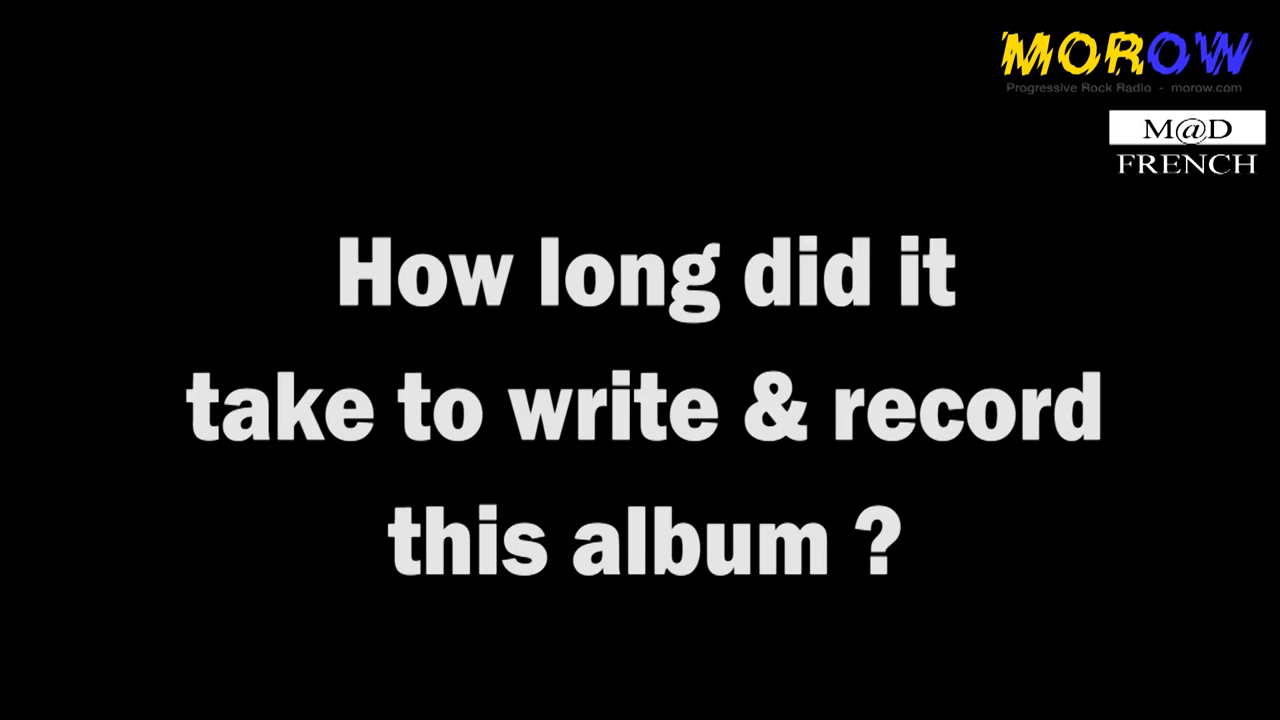 MOROW
Progressive Rock Radio - morow.com
M@D
FRENCH
How long did it
take to write & record
this album ?